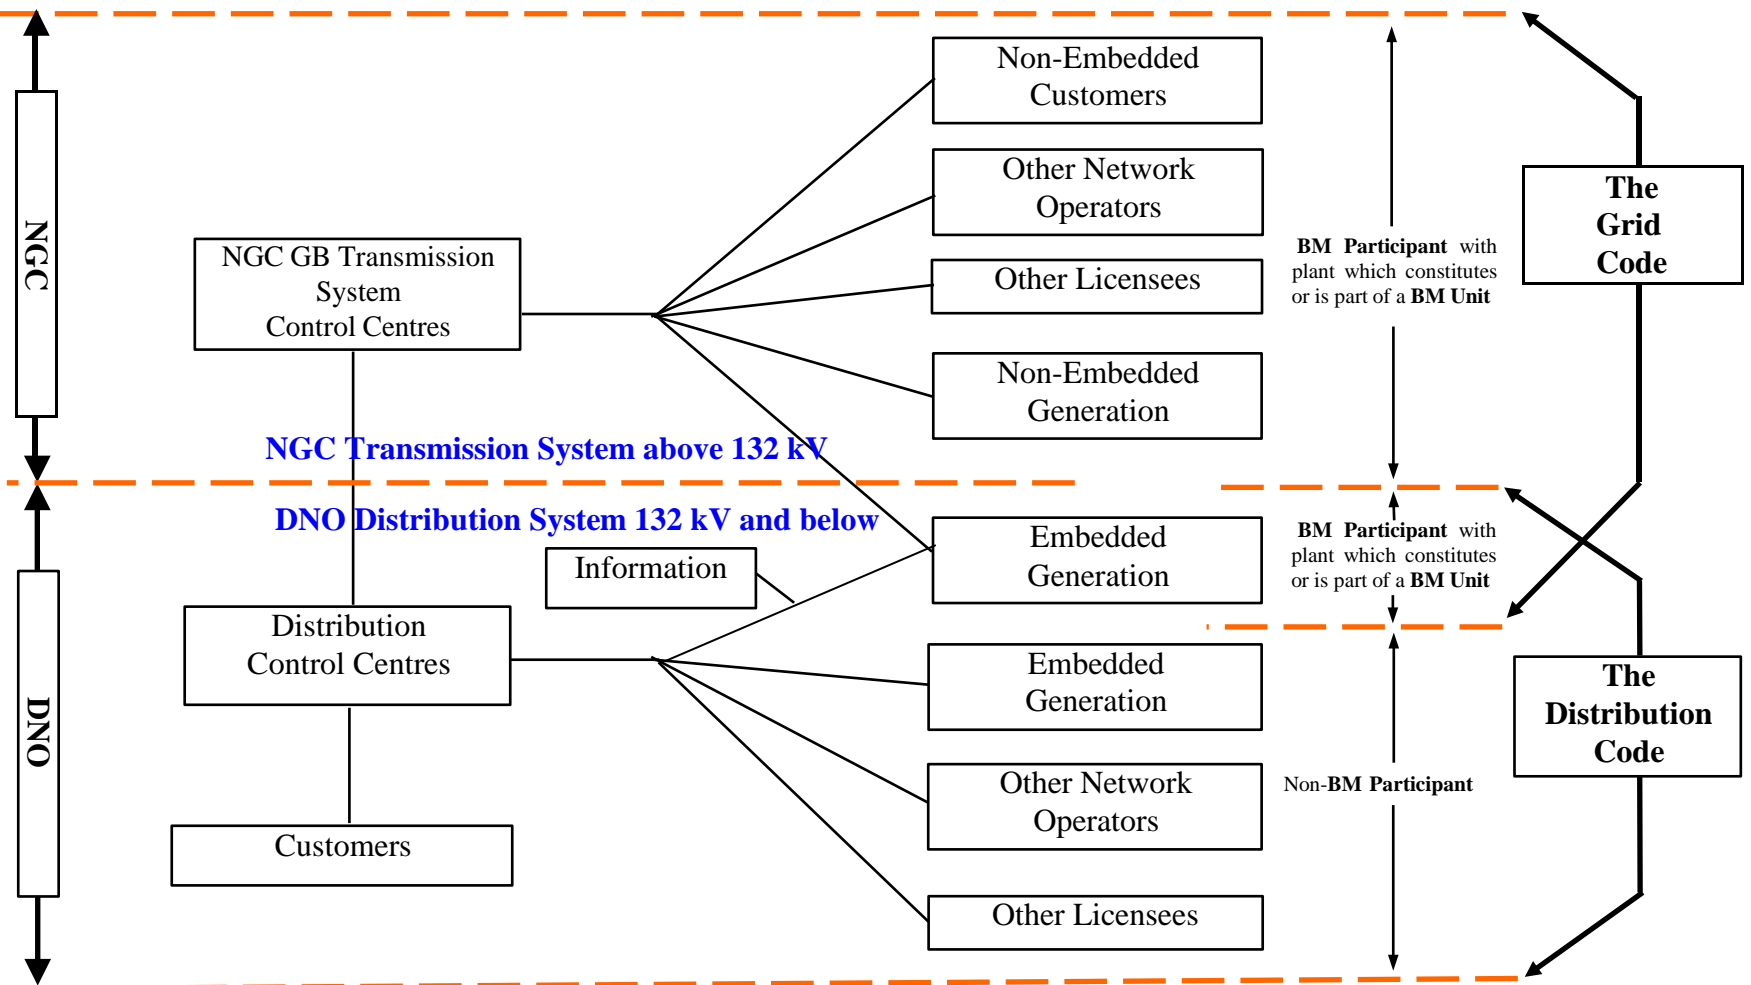 NGC
NGC GB Transmission
System
Control Centres
Non-Embedded
Customers
Other Network
Operators
Other Licensees
Non-Embedded
Generation
BM Participant with
plant which constitutes
or is part of a BM Unit
The
Grid
Code
NGC Transmission System above 132 kV
DNO Distribution System 132 kV and below
DNO
Information
Distribution
Control Centres
Customers
Embedded
Generation
BM Participant with
plant which constitutes
or is part of a BM Unit
Embedded
Generation
Other Network
Operators
Other Licensees
Non-BM Participant
The
Distribution
Code